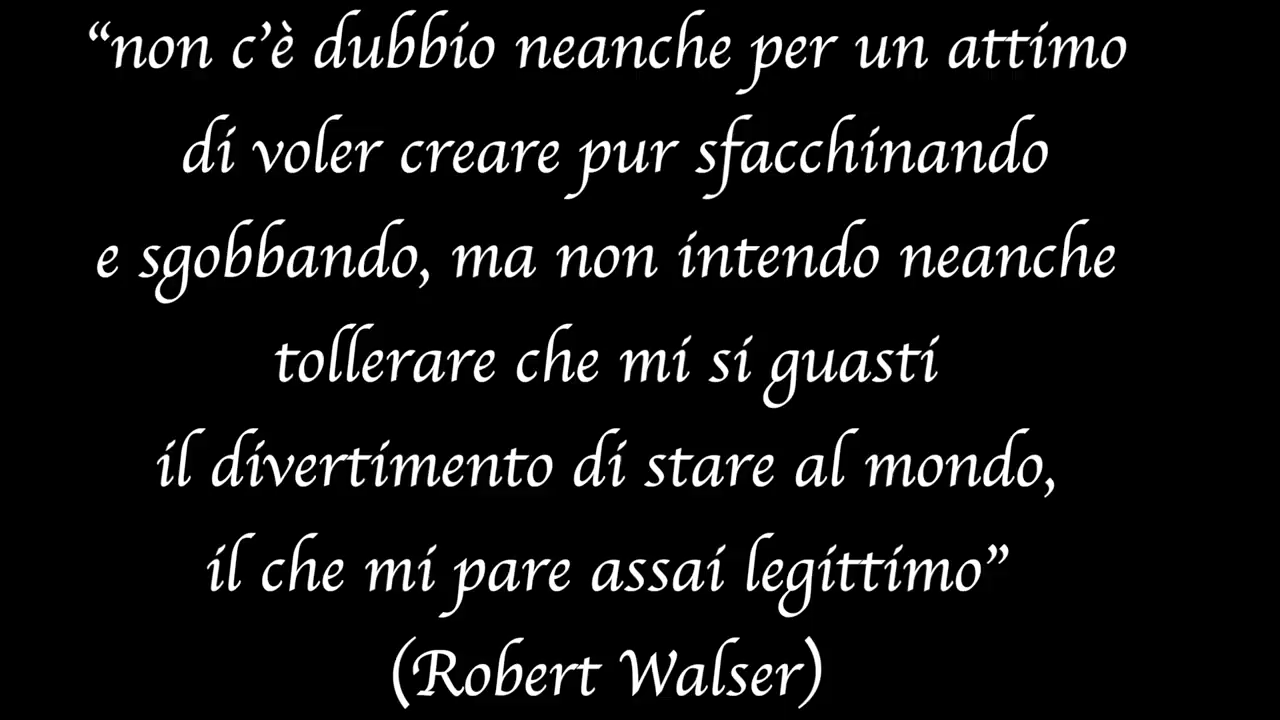 “non c’è dubbio neanche per un attimo
di voler creare pur sfacchinando
e sgobbando, ma non intendo neanche
tollerare che mi si guasti
il divertimento di stare al mondo,
il che mi pare assai legittimo”
(Robert Walser)